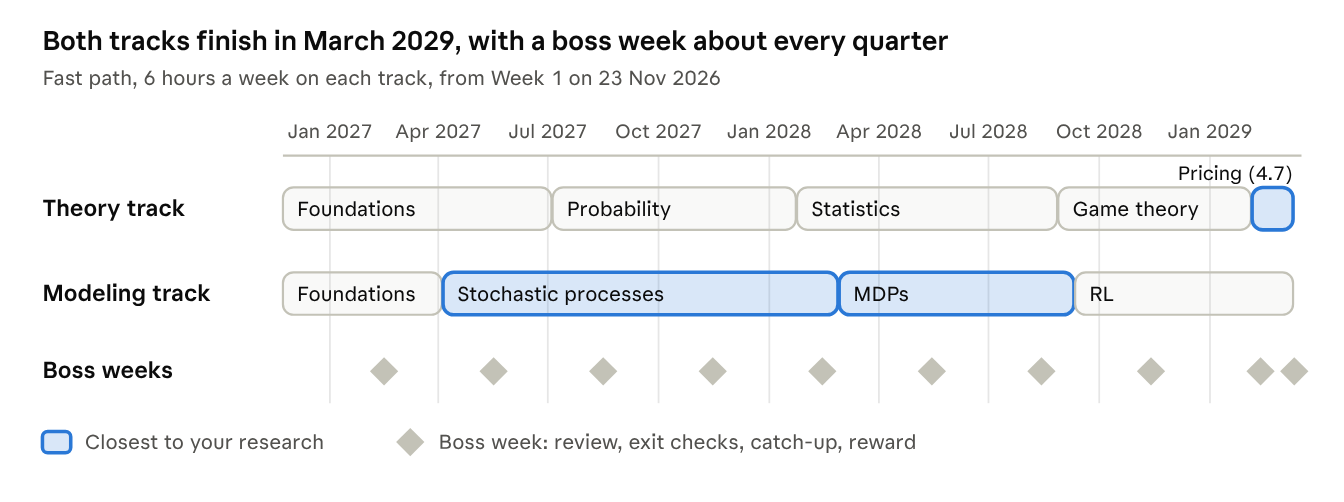 Both tracks finish in March 2029, with a boss week about every quarter
Fast path, 6 hours a week on each track, from Week 1 on 23 Nov 2026
Jan 2027 Apr 2027 Jul 2027 Oct 2027 Jan 2028 Apr 2028 Jul 2028 Oct 2028 Jan 2029
Pricing (4.7)
Theory track Foundations Probability Statistics Game theory
Modeling track Foundations Stochastic processes MDPs RL
Boss weeks
Closest to your research Boss week: review, exit checks, catch-up, reward